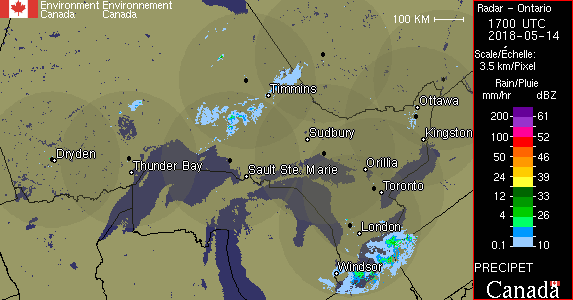 Environment Environnement
Canada Canada
100 KM
Timmins
Ottawa
Sudbury
Kingston
Dryden
Thunder Bay
Sault Ste. Marie
Orillia
Toronto
London
Windsor
Radar - Ontario
1700 UTC
2018-05-14
Scale/Échelle:
3.5 km/Pixel
Rain/Pluie
mm/hr dBZ
200 61
100 52
50 46
24 39
12 33
4 26
0.1 10
PRECIPET
Canada